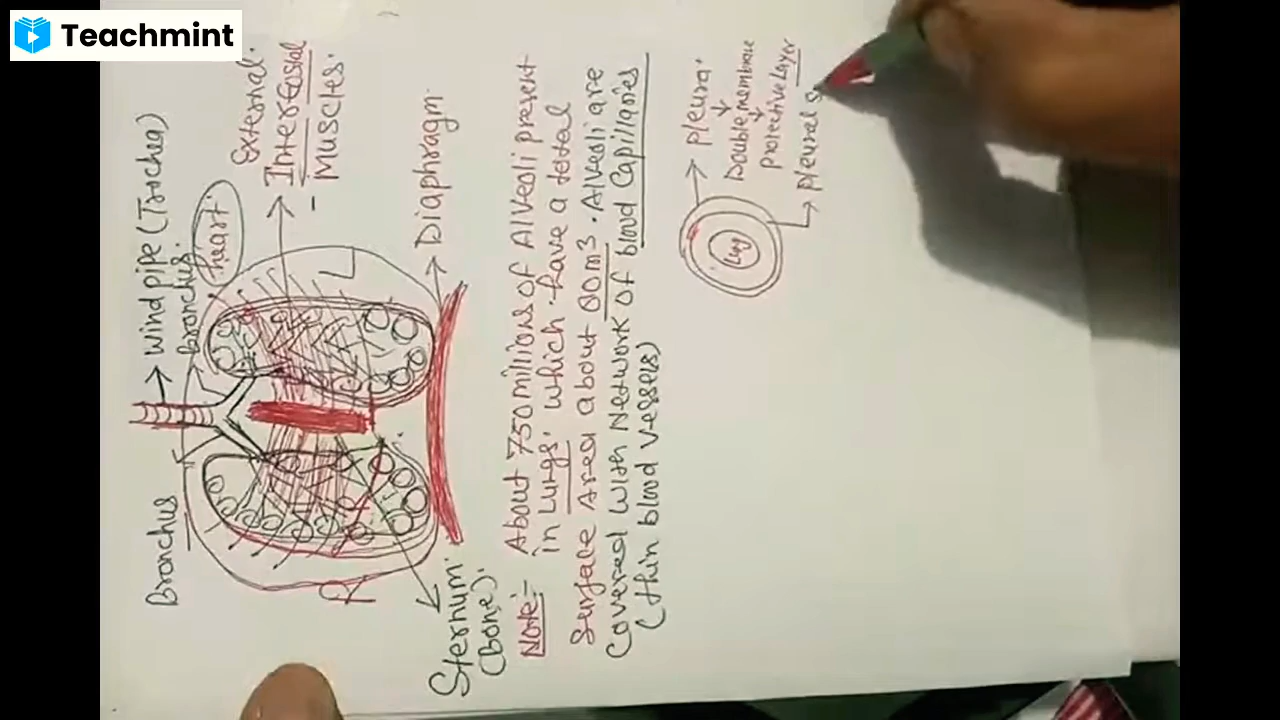 Teachmint
Wind pipe (Trachea)
bronchus.
Bronchus
heart.
External.
Intercostal
Muscles.
L
R
Diaphragm
Sternum.
(Bone).
Note:- About 750 millions of Alveoli present
in Lungs. which have a total
Surface Area about 80m3. Alveoli are
Covered With Network of blood Capillaries
(thin blood vessels)
Pleura.
Double membrane
Protective Layer
Pleural s
Lung